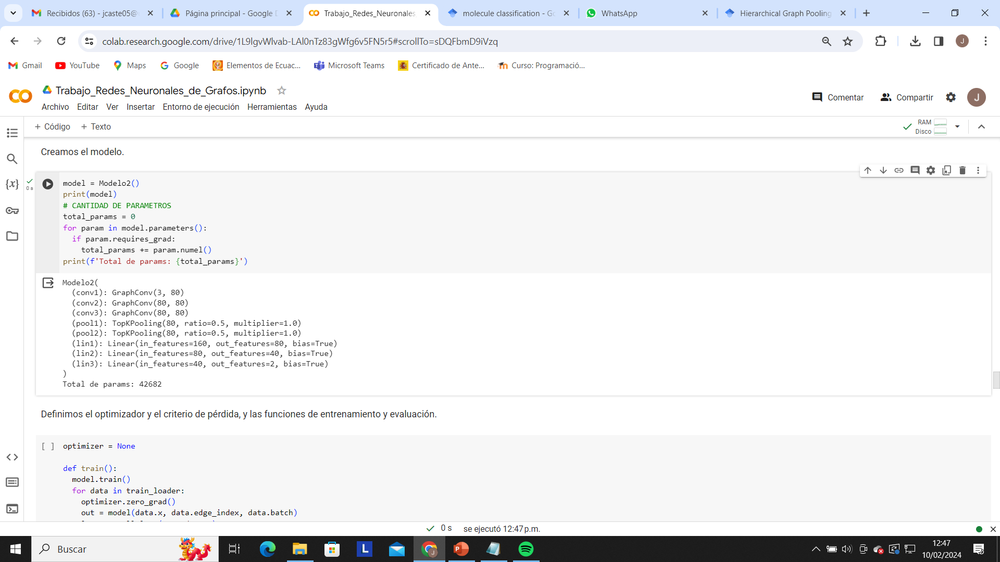 Recibidos (63) - jcaste05@
Página principal - Google D
Trabajo_Redes_Neuronales
molecule classification - Go
WhatsApp
Hierarchical Graph Pooling
colab.research.google.com/drive/1L9lgvWlvab-LAl0nTz83gWfg6v5FN5r5#scrollTo=sDQFbmD9iVzq
J
Gmail
YouTube
Maps
Google
Elementos de Ecuac...
Microsoft Teams
Certificado de Ante...
Curso: Programació...
Trabajo_Redes_Neuronales_de_Grafos.ipynb
Comentar
Compartir
J
Archivo Editar Ver Insertar Entorno de ejecución Herramientas Ayuda
+ Código + Texto
RAM
Disco
Creamos el modelo.
0 s
model = Modelo2()
print(model)
# CANTIDAD DE PARAMETROS
total_params = 0
for param in model.parameters():
  if param.requires_grad:
    total_params += param.numel()
print(f'Total de params: {total_params}')
Modelo2(
  (conv1): GraphConv(3, 80)
  (conv2): GraphConv(80, 80)
  (conv3): GraphConv(80, 80)
  (pool1): TopKPooling(80, ratio=0.5, multiplier=1.0)
  (pool2): TopKPooling(80, ratio=0.5, multiplier=1.0)
  (lin1): Linear(in_features=160, out_features=80, bias=True)
  (lin2): Linear(in_features=80, out_features=40, bias=True)
  (lin3): Linear(in_features=40, out_features=2, bias=True)
)
Total de params: 42682
Definimos el optimizador y el criterio de pérdida, y las funciones de entrenamiento y evaluación.
[ ] optimizer = None
def train():
  model.train()
  for data in train_loader:
    optimizer.zero_grad()
    out = model(data.x, data.edge_index, data.batch)
0 s se ejecutó 12:47 p.m.
Buscar
12:47
10/02/2024